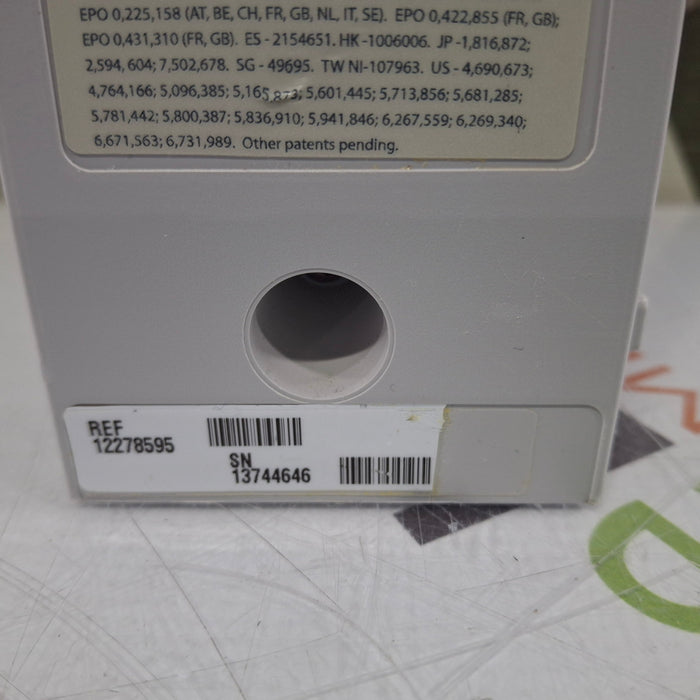 EPO 0,225,158 (AT, BE, CH, FR, GB, NL, IT, SE). EPO 0,422,855 (FR, GB);
EPO 0,431,310 (FR, GB). ES - 2154651. HK -1006006. JP -1,816,872;
2,594,604; 7,502,678. SG - 49695. TW NI-107963. US - 4,690,673;
4,764,166; 5,096,385; 5,165,873; 5,601,445; 5,713,856; 5,681,285;
5,781,442; 5,800,387; 5,836,910; 5,941,846; 6,267,559; 6,269,340;
6,671,563; 6,731,989. Other patents pending.
REF
12278595
SN
13744646